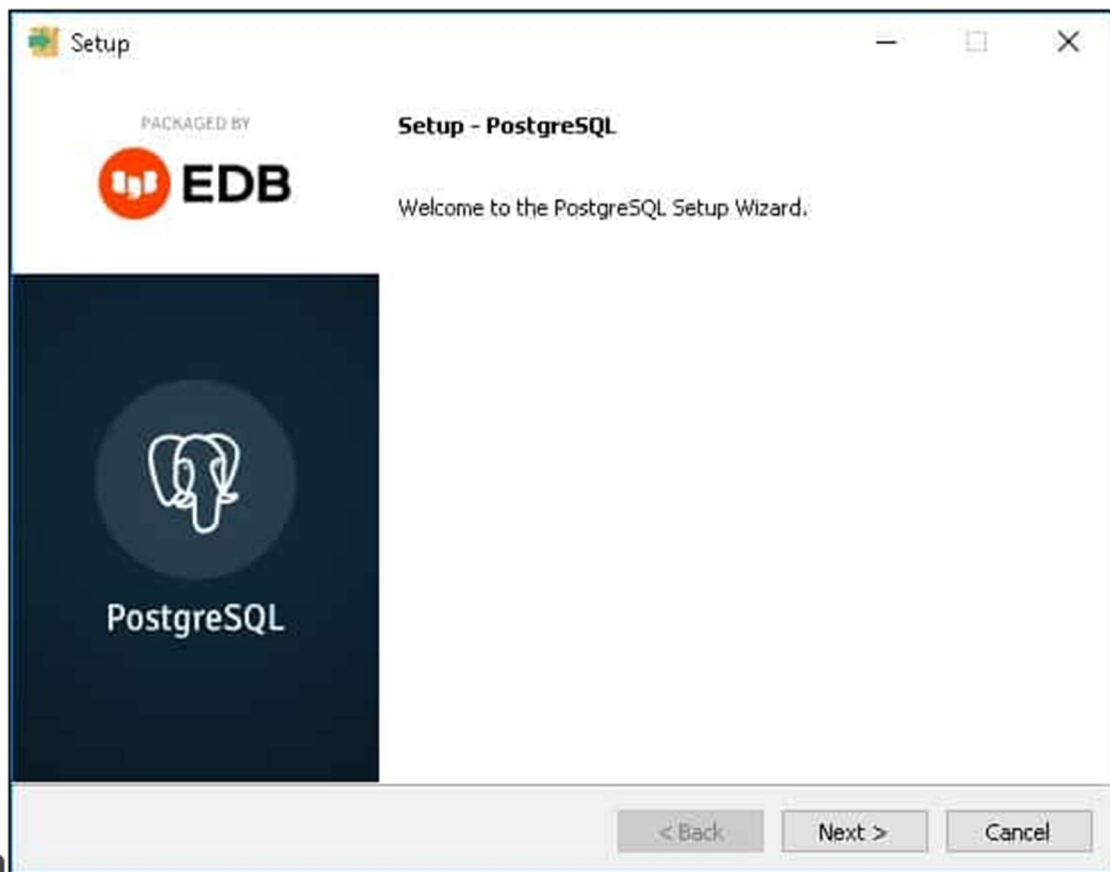 Setup
PACKAGED BY
EDB
Setup - PostgreSQL
Welcome to the PostgreSQL Setup Wizard.
PostgreSQL
< Back
Next >
Cancel